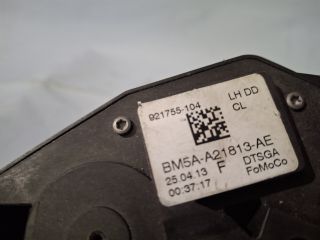 921755-104 LH DD
CL
BM5A-A21813-AE
25.04.13 F DTSGA
00:37:17 FoMoCo